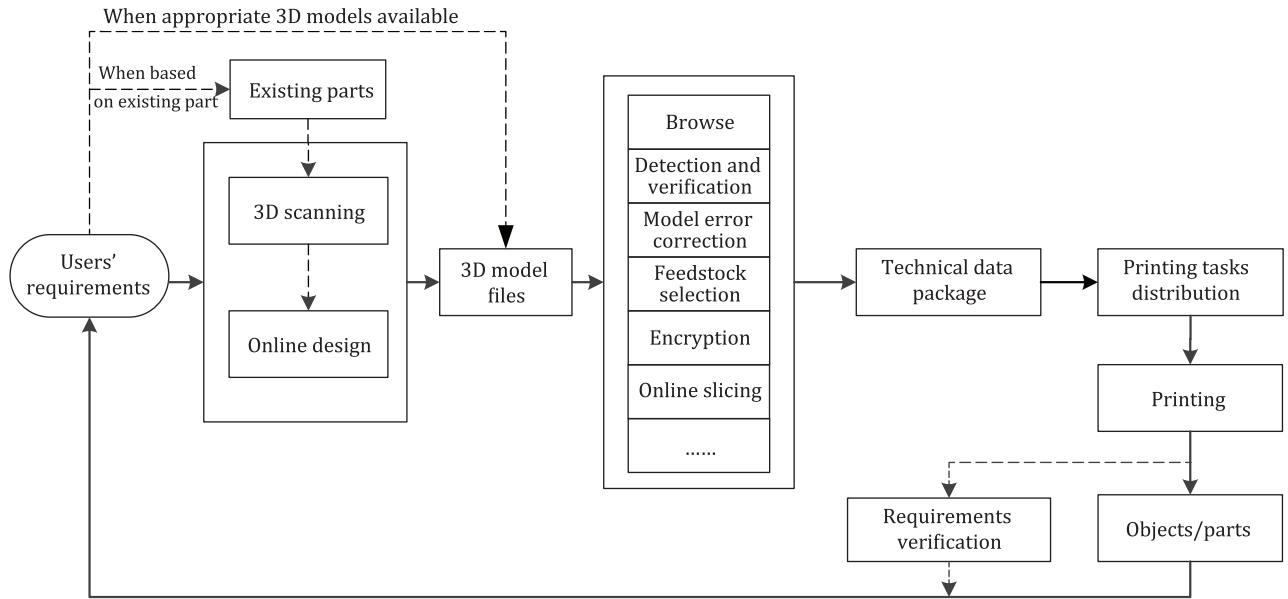 When appropriate 3D models available
When based
on existing part
Existing parts
3D scanning
Online design
Users’
requirements
3D model
files
Browse
Detection and
verification
Model error
correction
Feedstock
selection
Encryption
Online slicing
……
Technical data
package
Printing tasks
distribution
Printing
Requirements
verification
Objects/parts